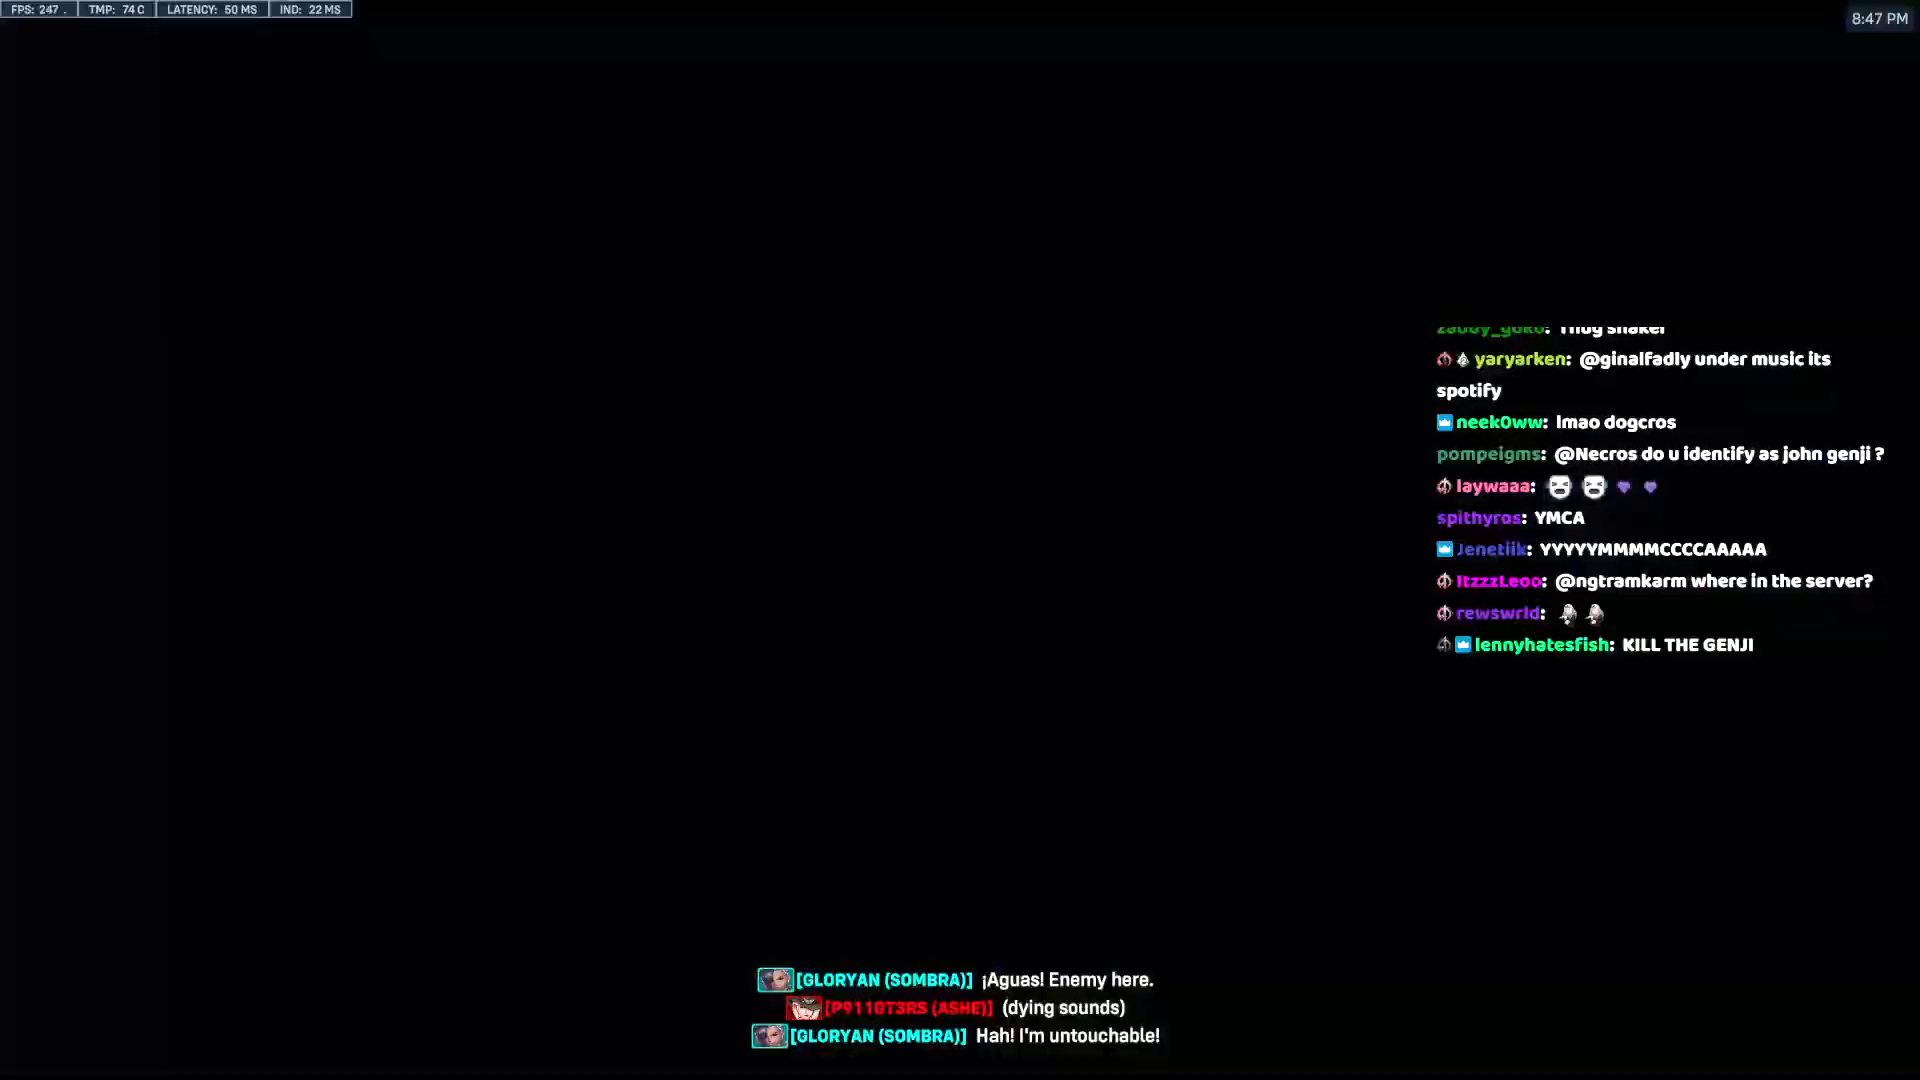 FPS: 247 . TMP: 74 C LATENCY: 50 MS IND: 22 MS
8:47 PM
yaryarken: @ginalfadly under music its
spotify
neek0ww: lmao dogcros
pompeigms: @Necros do u identify as john genji ?
laywaaa:
spithyros: YMCA
Jenetiik: YYYYYMMMMCCCCAAAAA
ItzzzLeoo: @ngtramkarm where in the server?
rewswrld:
lennyhatesfish: KILL THE GENJI
[GLORYAN (SOMBRA)] ¡Aguas! Enemy here.
[P911GT3RS (ASHE)] (dying sounds)
[GLORYAN (SOMBRA)] Hah! I'm untouchable!